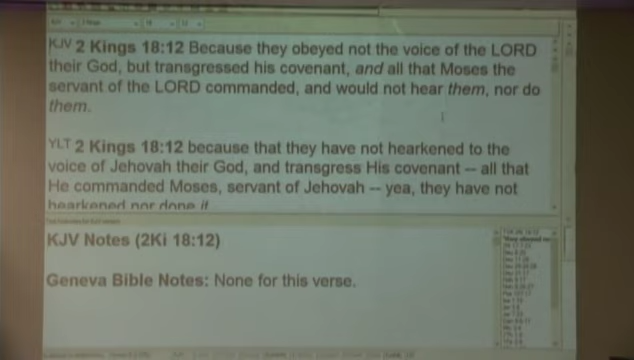 KJV 2 Kings 18:12 Because they obeyed not the voice of the LORD
their God, but transgressed his covenant, and all that Moses the
servant of the LORD commanded, and would not hear them, nor do
them.
YLT 2 Kings 18:12 because that they have not hearkened to the
voice of Jehovah their God, and transgress His covenant -- all that
He commanded Moses, servant of Jehovah -- yea, they have not
hearkened nor done it.
KJV Notes (2Ki 18:12)
Geneva Bible Notes: None for this verse.